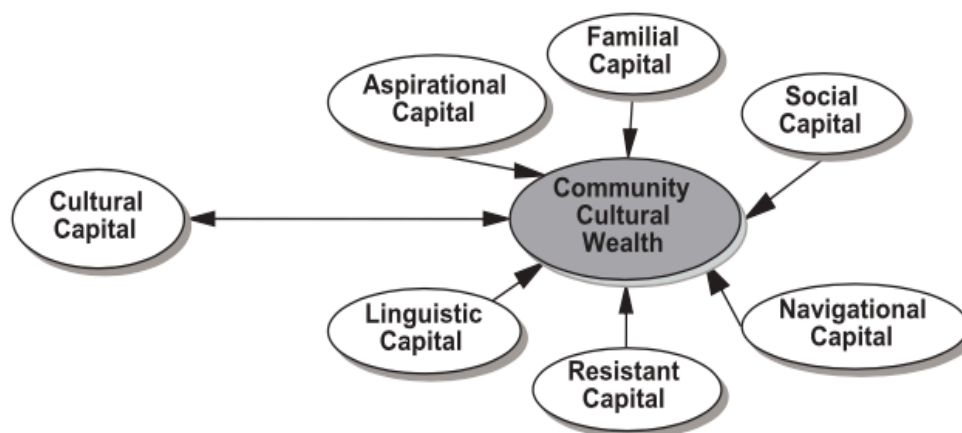 Familial
Capital
Aspirational
Capital
Social
Capital
Community
Cultural
Wealth
Cultural
Capital
Linguistic
Capital
Navigational
Capital
Resistant
Capital